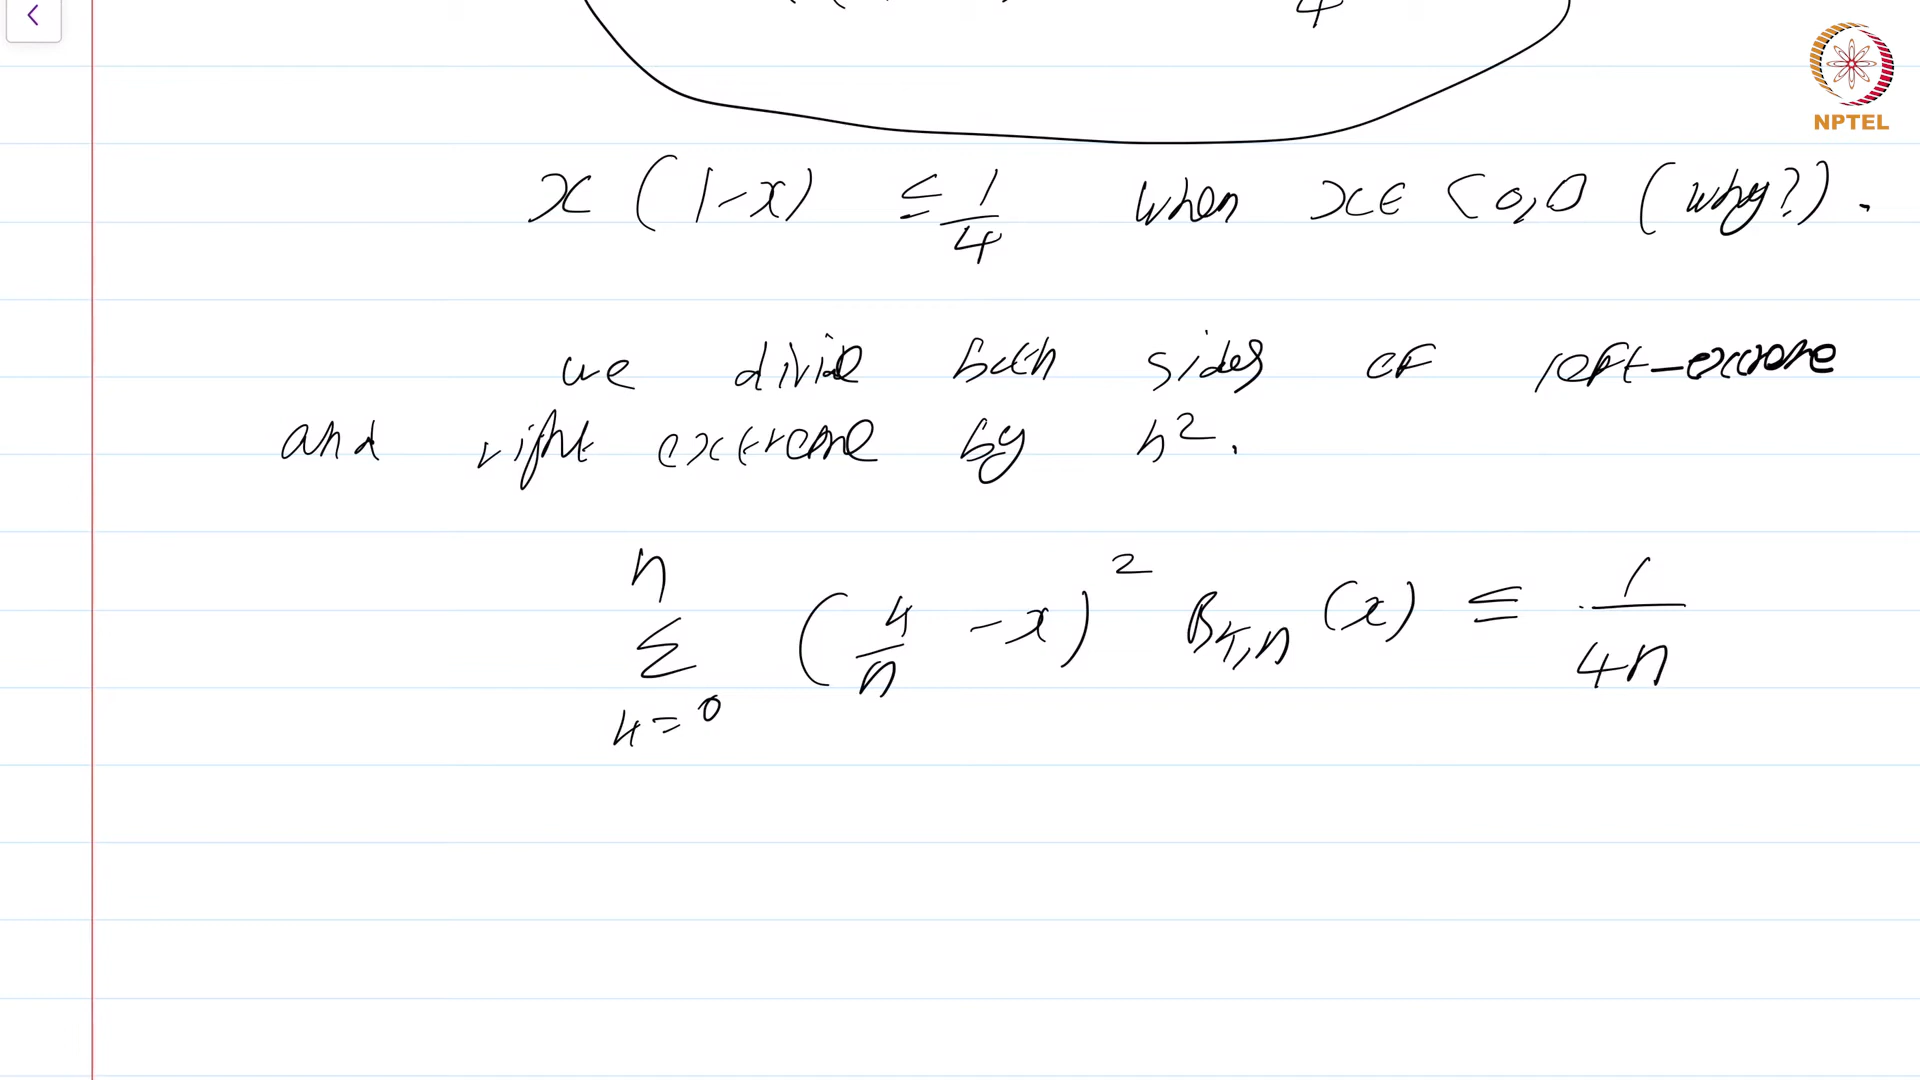 4
NPTEL
x (1-x) ≤ 1/4 when x ∈ [0,1] (why?).
we divide both sides of left-extreme
and right extreme by n².
n
∑ (k/n - x)² B_{k,n} (x) ≤ 1/4n
k=0